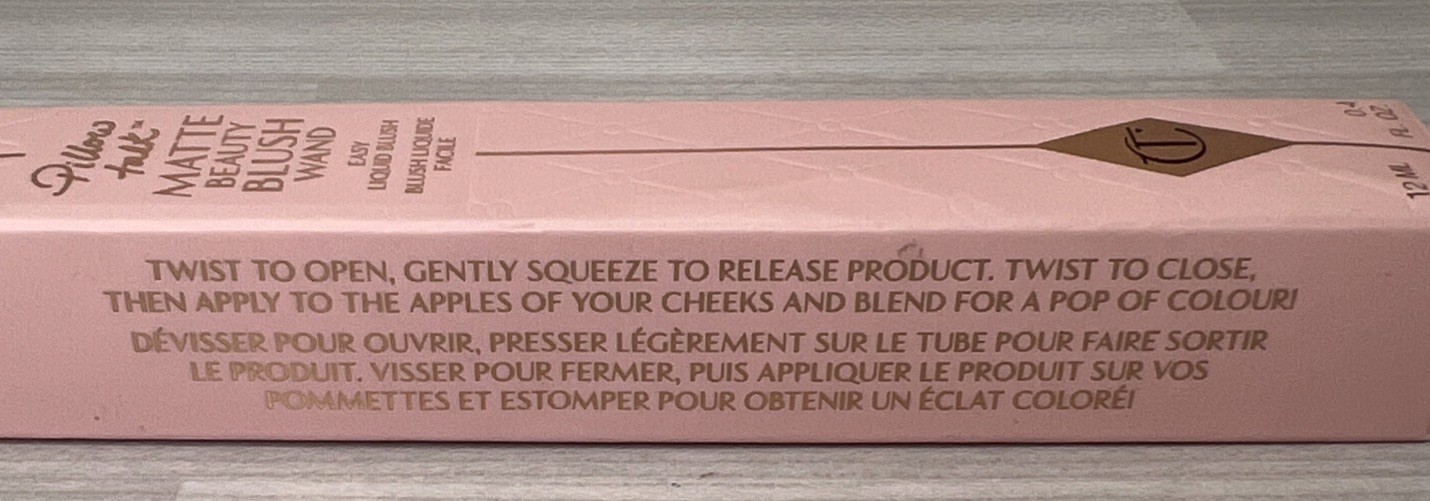 Pillow
talk™
MATTE
BEAUTY
BLUSH
WAND
EASY
LIQUID BLUSH
BLUSH LIQUIDE
FACILE
CT
12 ML
FL. OZ.
TWIST TO OPEN, GENTLY SQUEEZE TO RELEASE PRODUCT. TWIST TO CLOSE,
THEN APPLY TO THE APPLES OF YOUR CHEEKS AND BLEND FOR A POP OF COLOUR!
DÉVISSER POUR OUVRIR, PRESSER LÉGÈREMENT SUR LE TUBE POUR FAIRE SORTIR
LE PRODUIT. VISSER POUR FERMER, PUIS APPLIQUER LE PRODUIT SUR VOS
POMMETTES ET ESTOMPER POUR OBTENIR UN ÉCLAT COLORÉ!